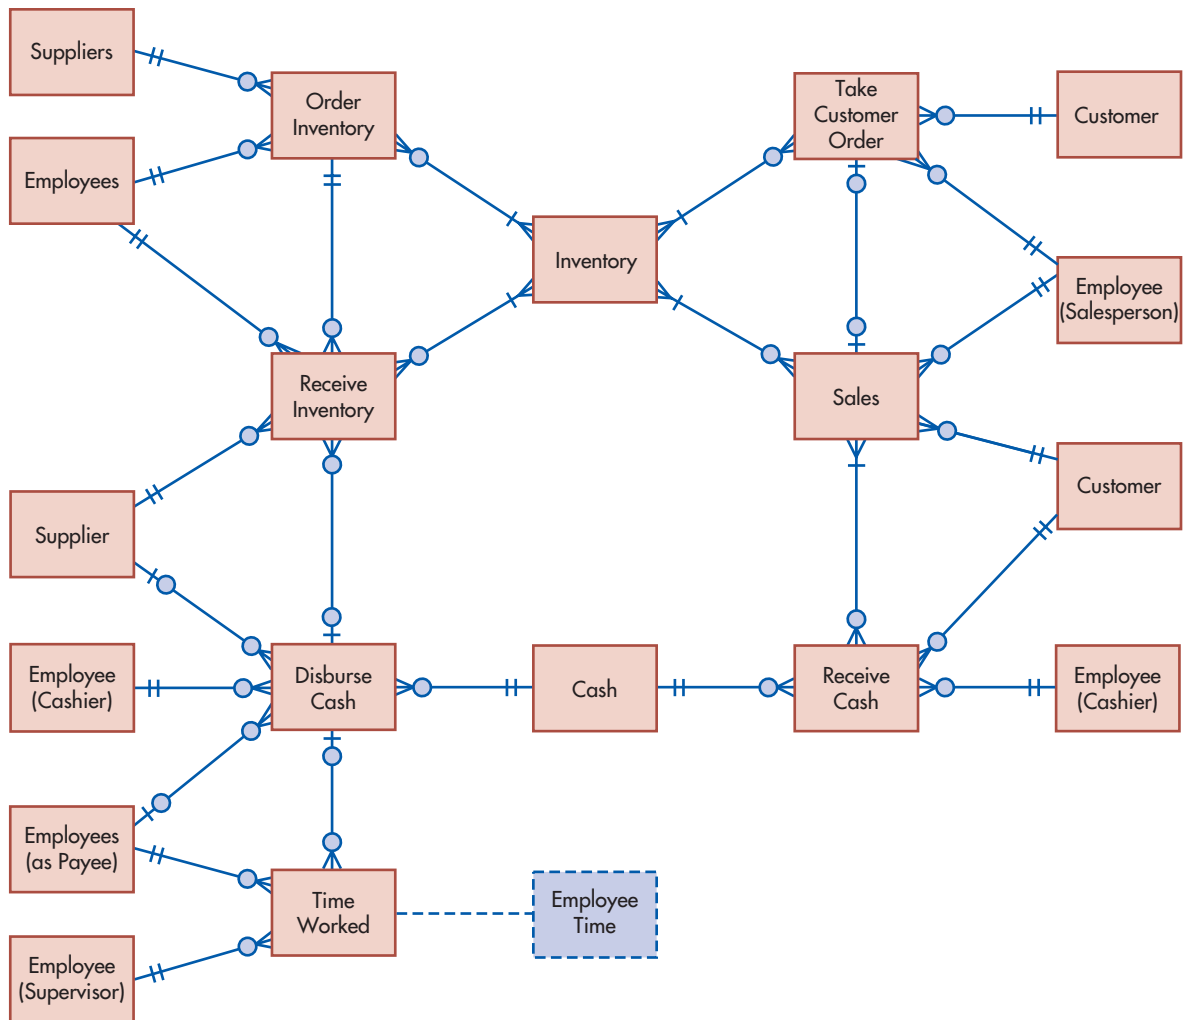 Suppliers
Order
Inventory
Take
Customer
Order
Customer
Employees
Inventory
Employee
(Salesperson)
Receive
Inventory
Sales
Customer
Supplier
Employee
(Cashier)
Disburse
Cash
Cash
Receive
Cash
Employee
(Cashier)
Employees
(as Payee)
Time
Worked
Employee
Time
Employee
(Supervisor)